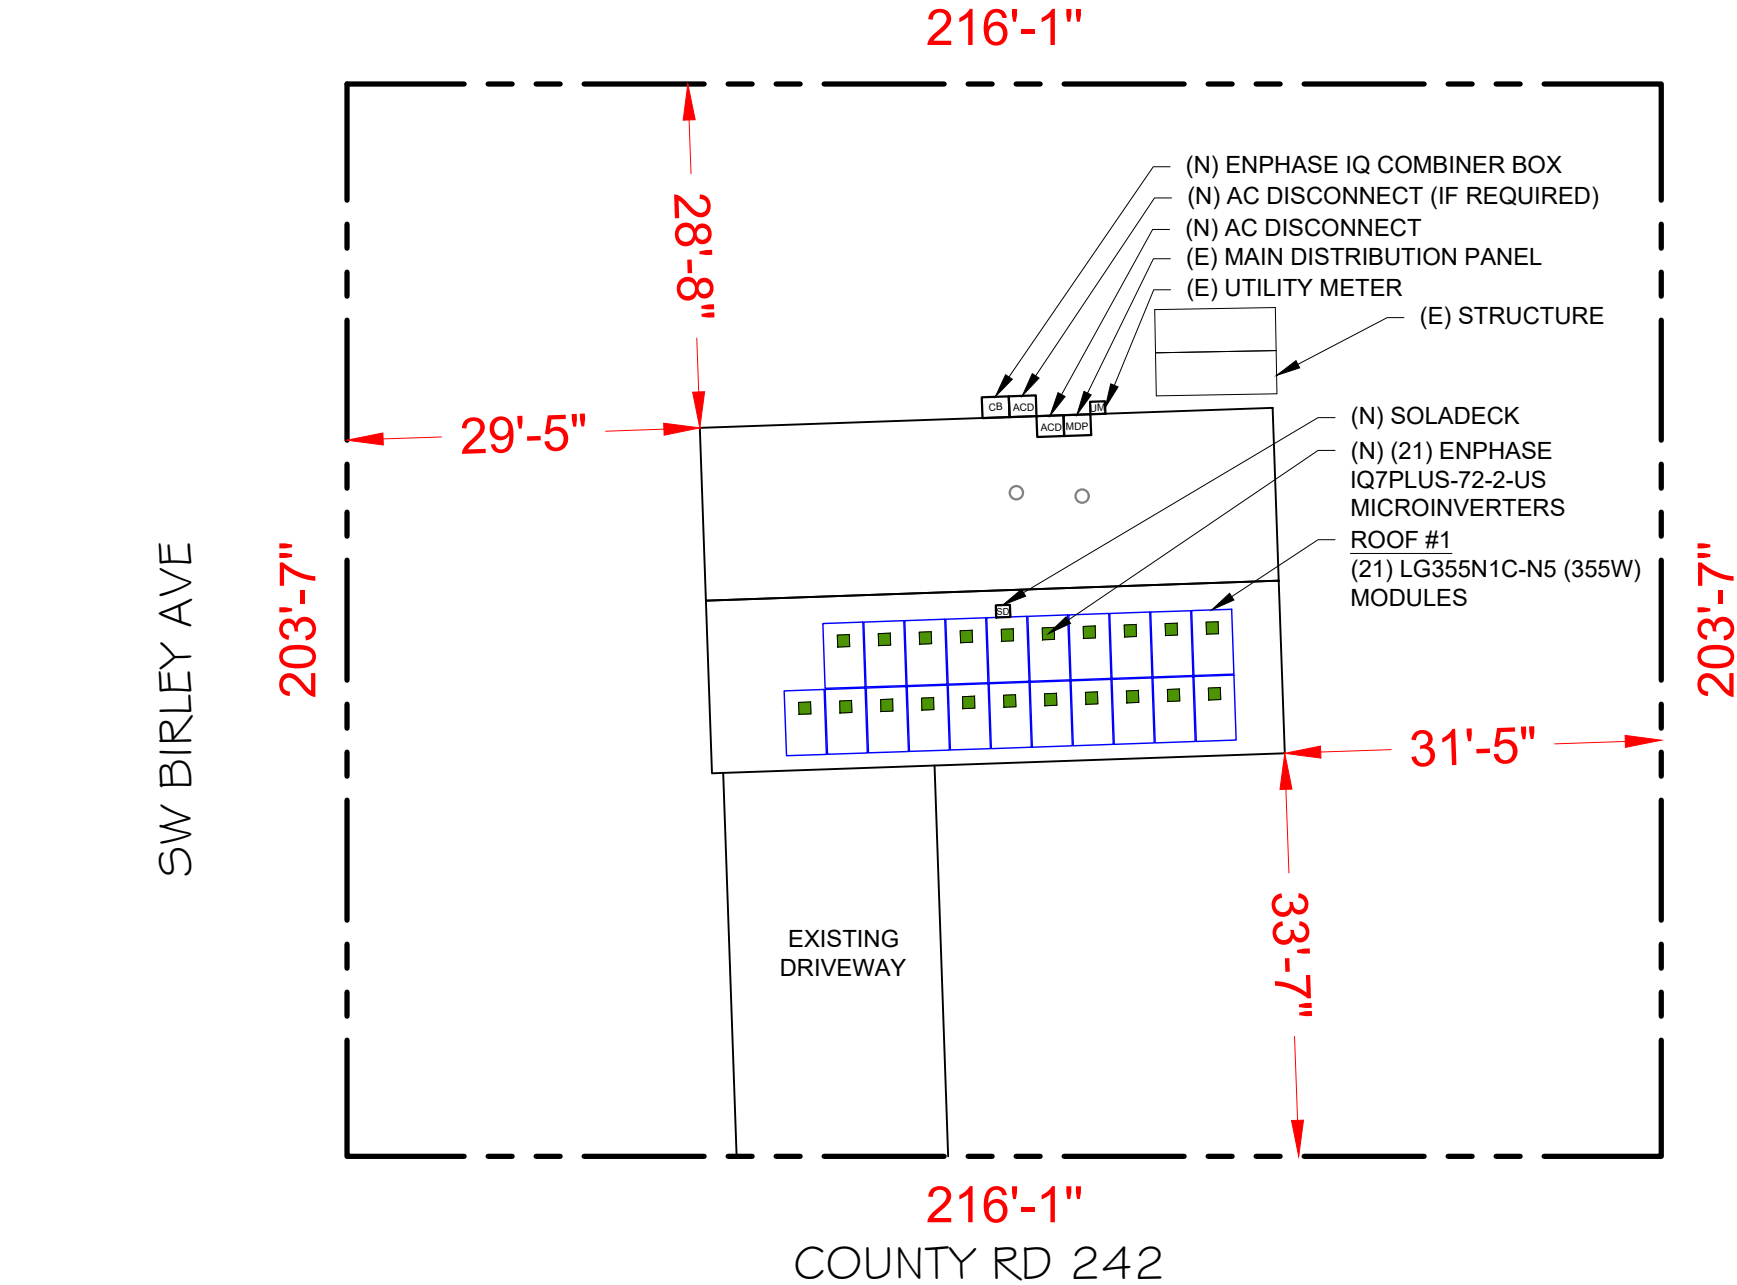 216'-1"
(N) ENPHASE IQ COMBINER BOX
(N) AC DISCONNECT (IF REQUIRED)
(N) AC DISCONNECT
(E) MAIN DISTRIBUTION PANEL
(E) UTILITY METER
(E) STRUCTURE
28'-8"
29'-5"
CB
ACD
UM
ACD
MDP
(N) SOLADECK
(N) (21) ENPHASE
IQ7PLUS-72-2-US
MICROINVERTERS
ROOF #1
(21) LG355N1C-N5 (355W)
MODULES
SD
SW BIRLEY AVE
203'-7"
203'-7"
31'-5"
33'-7"
EXISTING
DRIVEWAY
216'-1"
COUNTY RD 242